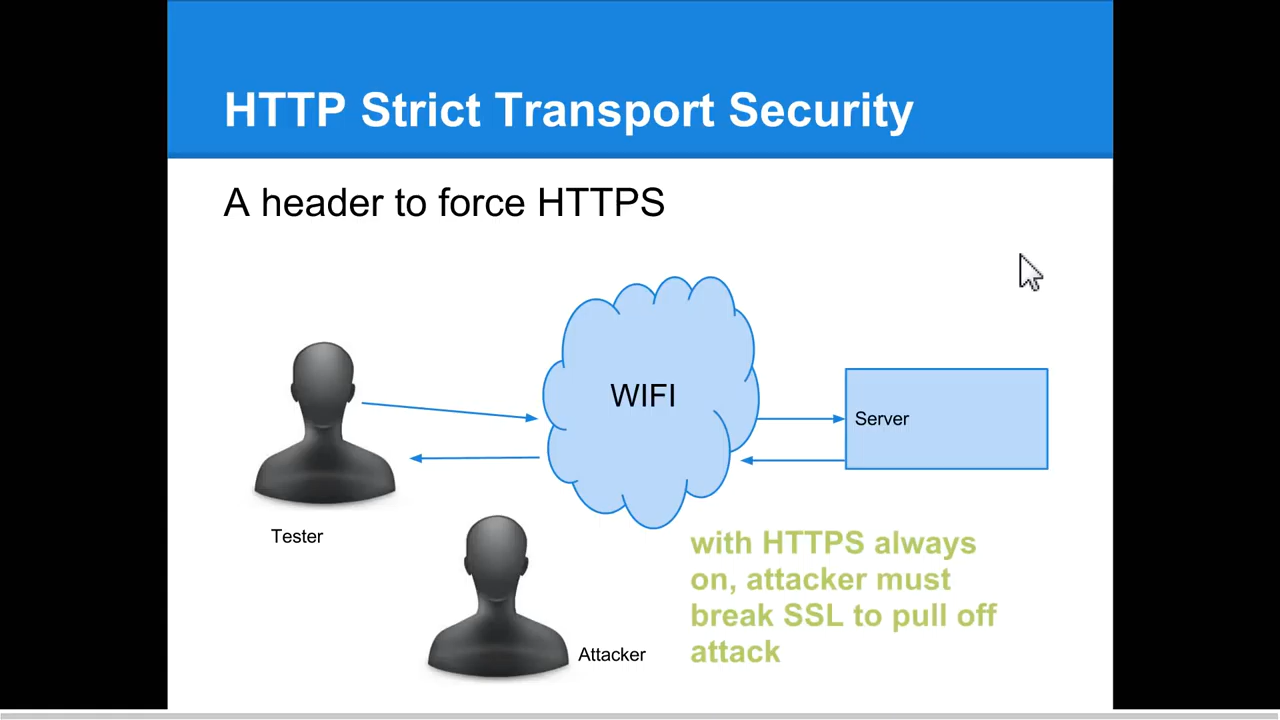 HTTP Strict Transport Security
A header to force HTTPS
WIFI
Server
Tester
with HTTPS always
on, attacker must
break SSL to pull off
attack
Attacker